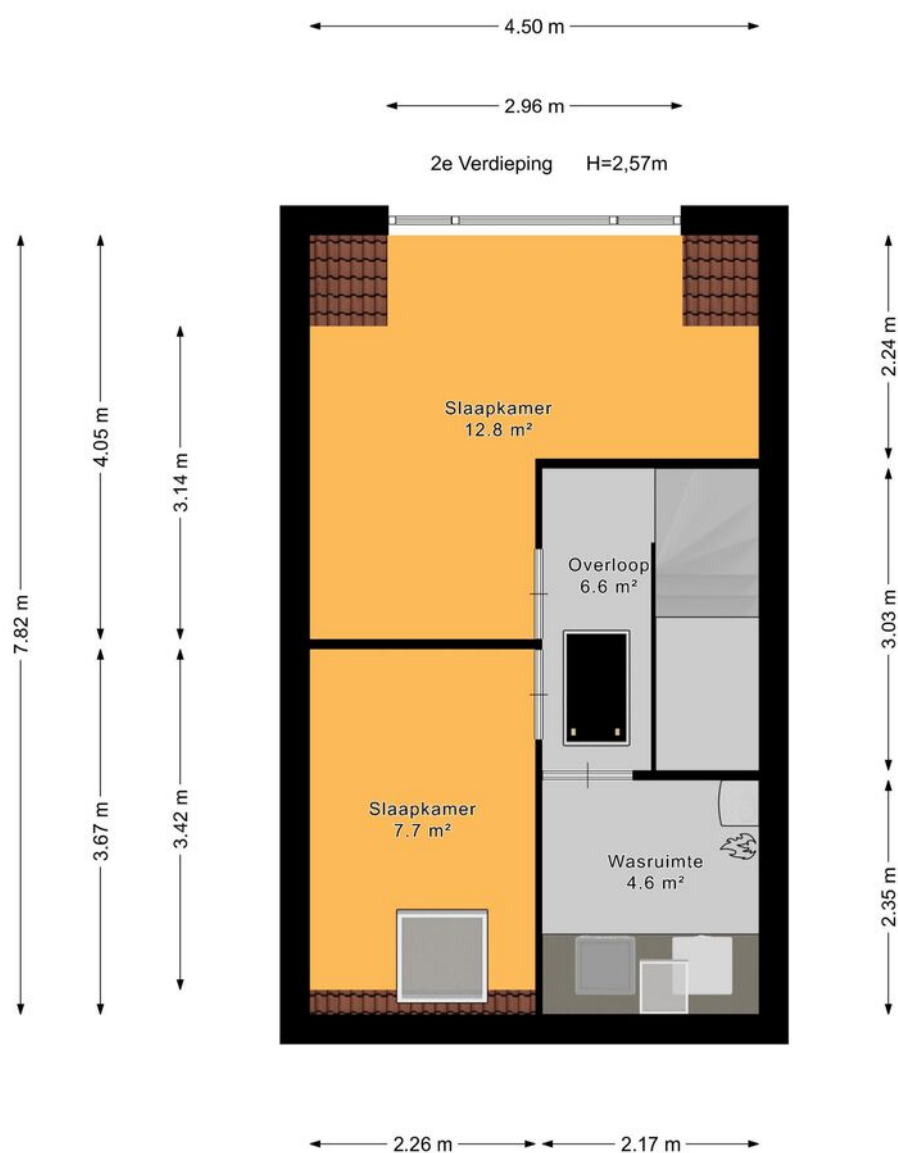 4.50 m
2.96 m
2e Verdieping H=2,57m
7.82 m
4.05 m
3.14 m
2.24 m
Slaapkamer
12.8 m²
Overloop
6.6 m²
3.03 m
3.67 m
3.42 m
Slaapkamer
7.7 m²
Wasruimte
4.6 m²
2.35 m
2.26 m
2.17 m